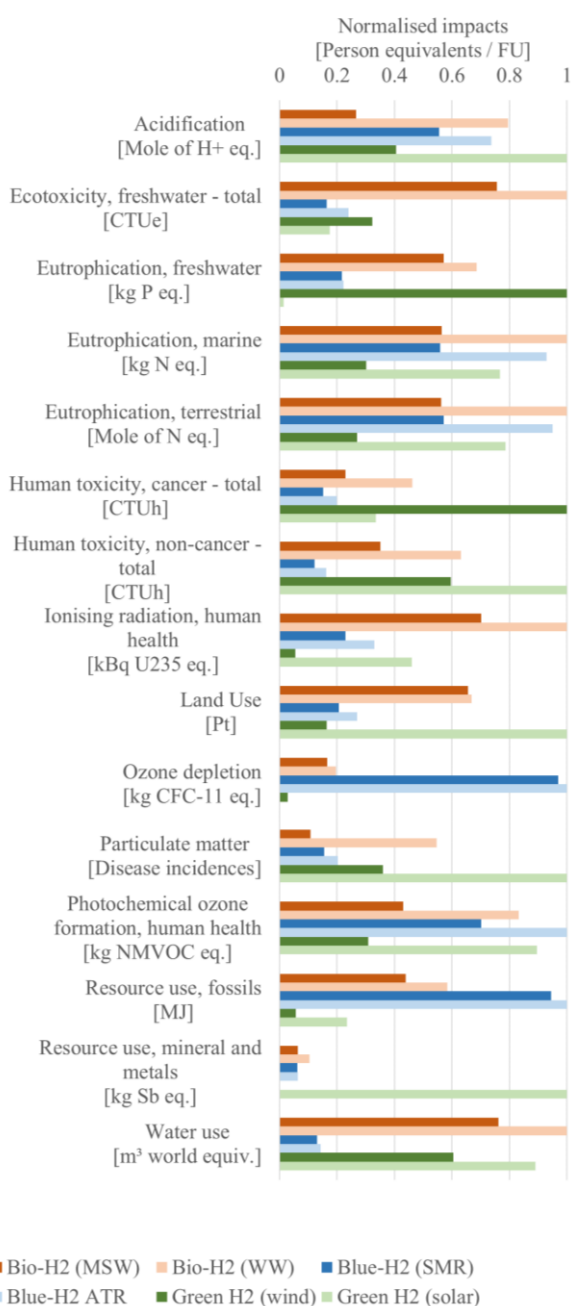 Normalised impacts
[Person equivalents / FU]
0 0.2 0.4 0.6 0.8 1
Acidification
[Mole of H+ eq.]
Ecotoxicity, freshwater - total
[CTUe]
Eutrophication, freshwater
[kg P eq.]
Eutrophication, marine
[kg N eq.]
Eutrophication, terrestrial
[Mole of N eq.]
Human toxicity, cancer - total
[CTUh]
Human toxicity, non-cancer -
total
[CTUh]
Ionising radiation, human
health
[kBq U235 eq.]
Land Use
[Pt]
Ozone depletion
[kg CFC-11 eq.]
Particulate matter
[Disease incidences]
Photochemical ozone
formation, human health
[kg NMVOC eq.]
Resource use, fossils
[MJ]
Resource use, mineral and
metals
[kg Sb eq.]
Water use
[m³ world equiv.]
Bio-H2 (MSW) Bio-H2 (WW) Blue-H2 (SMR)
Blue-H2 ATR Green H2 (wind) Green H2 (solar)